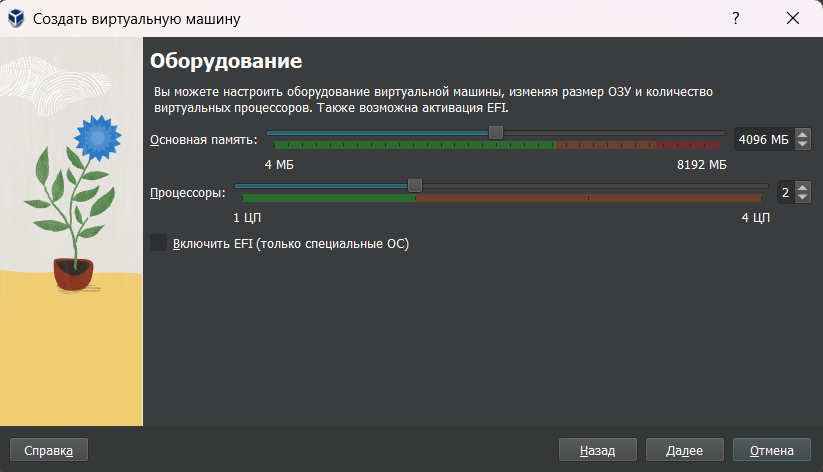 Создать виртуальную машину
?
Оборудование
Вы можете настроить оборудование виртуальной машины, изменяя размер ОЗУ и количество
виртуальных процессоров. Также возможна активация EFI.
Основная память: 4096 МБ
4 МБ 8192 МБ
Процессоры: 2
1 ЦП 4 ЦП
Включить EFI (только специальные ОС)
Справка Назад Далее Отмена